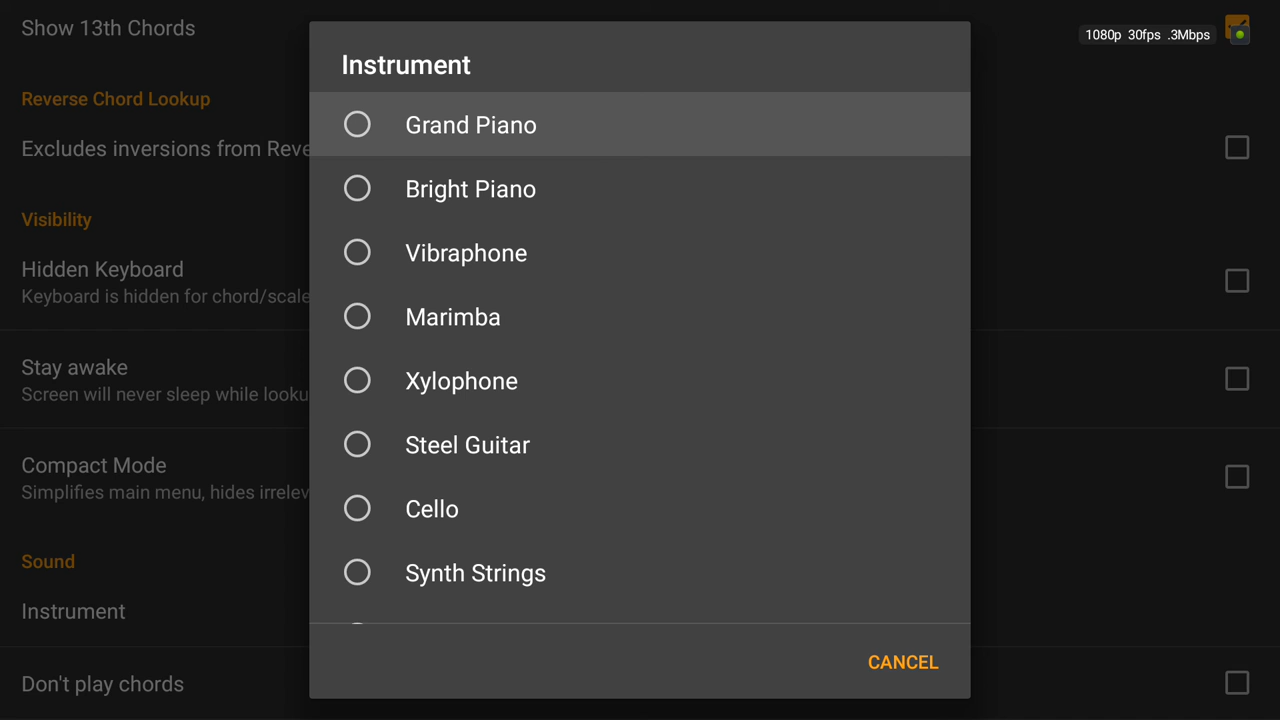 Show 13th Chords
1080p 30fps .3Mbps
Instrument
Reverse Chord Lookup
Grand Piano
Excludes inversions from Reve
Bright Piano
Visibility
Vibraphone
Hidden Keyboard
Keyboard is hidden for chord/scale
Marimba
Stay awake
Screen will never sleep while looku
Xylophone
Steel Guitar
Compact Mode
Simplifies main menu, hides irrelev
Cello
Sound
Synth Strings
Instrument
CANCEL
Don't play chords